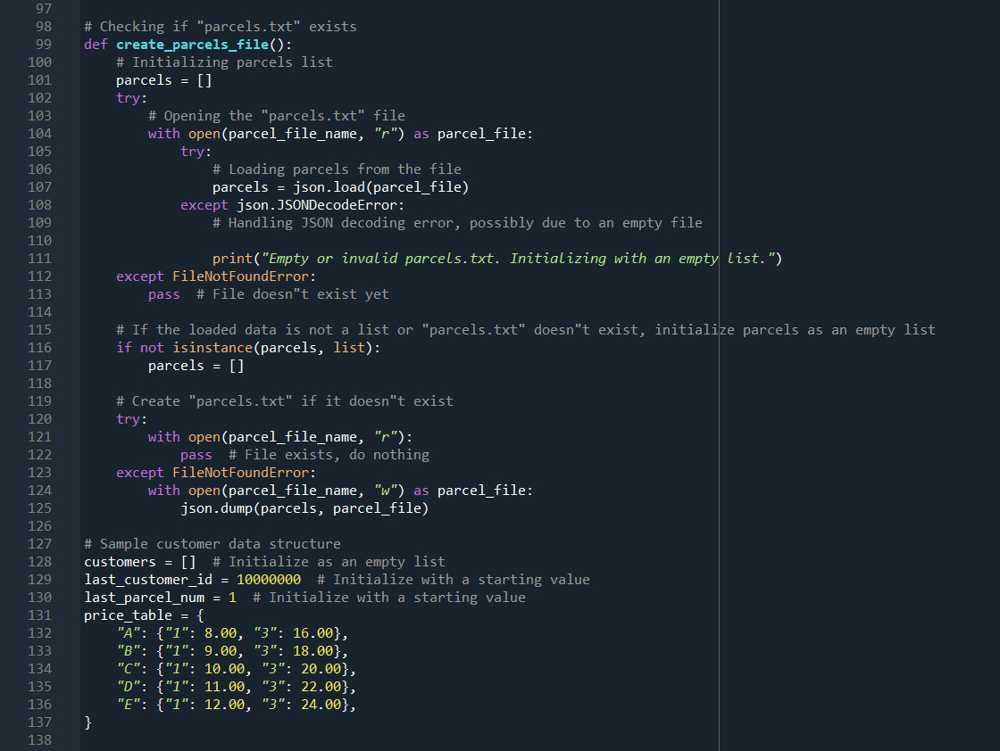 97
98 # Checking if "parcels.txt" exists
99 def create_parcels_file():
100     # Initializing parcels list
101     parcels = []
102     try:
103         # Opening the "parcels.txt" file
104         with open(parcel_file_name, "r") as parcel_file:
105             try:
106                 # Loading parcels from the file
107                 parcels = json.load(parcel_file)
108             except json.JSONDecodeError:
109                 # Handling JSON decoding error, possibly due to an empty file
110
111                 print("Empty or invalid parcels.txt. Initializing with an empty list.")
112     except FileNotFoundError:
113         pass  # File doesn"t exist yet
114
115     # If the loaded data is not a list or "parcels.txt" doesn"t exist, initialize parcels as an empty list
116     if not isinstance(parcels, list):
117         parcels = []
118
119     # Create "parcels.txt" if it doesn"t exist
120     try:
121         with open(parcel_file_name, "r"):
122             pass  # File exists, do nothing
123     except FileNotFoundError:
124         with open(parcel_file_name, "w") as parcel_file:
125             json.dump(parcels, parcel_file)
126
127 # Sample customer data structure
128 customers = []  # Initialize as an empty list
129 last_customer_id = 10000000  # Initialize with a starting value
130 last_parcel_num = 1  # Initialize with a starting value
131 price_table = {
132     "A": {"1": 8.00, "3": 16.00},
133     "B": {"1": 9.00, "3": 18.00},
134     "C": {"1": 10.00, "3": 20.00},
135     "D": {"1": 11.00, "3": 22.00},
136     "E": {"1": 12.00, "3": 24.00},
137 }
138